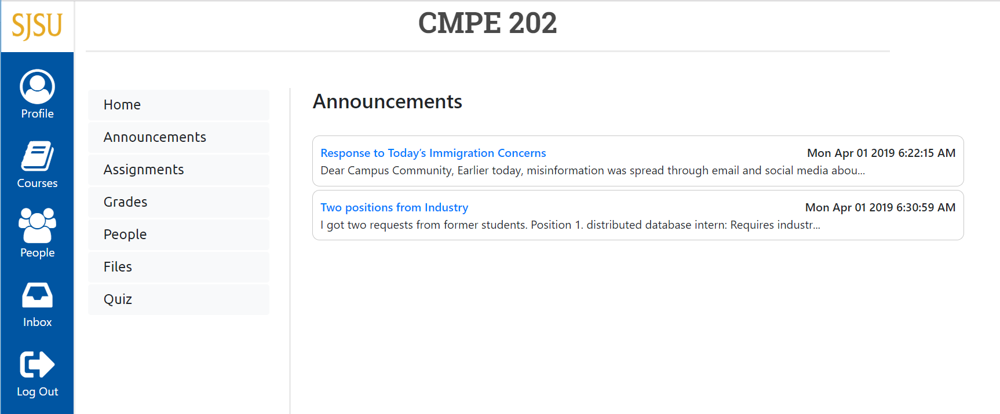 SJSU
CMPE 202
Profile
Courses
People
Inbox
Log Out
Home
Announcements
Assignments
Grades
People
Files
Quiz
Announcements
Response to Today’s Immigration Concerns Mon Apr 01 2019 6:22:15 AM
Dear Campus Community, Earlier today, misinformation was spread through email and social media abou...
Two positions from Industry Mon Apr 01 2019 6:30:59 AM
I got two requests from former students. Position 1. distributed database intern: Requires industr...